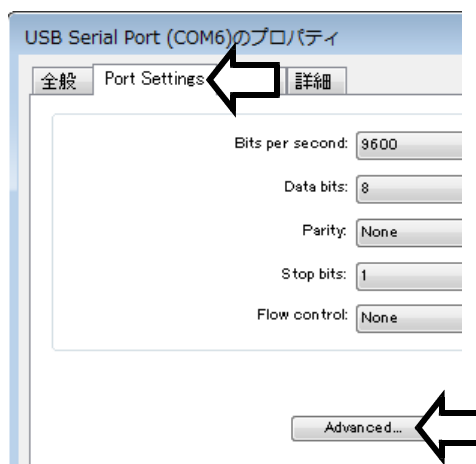 USB Serial Port (COM6)のプロパティ
全般 Port Settings 詳細
Bits per second: 9600
Data bits: 8
Parity: None
Stop bits: 1
Flow control: None
Advanced...